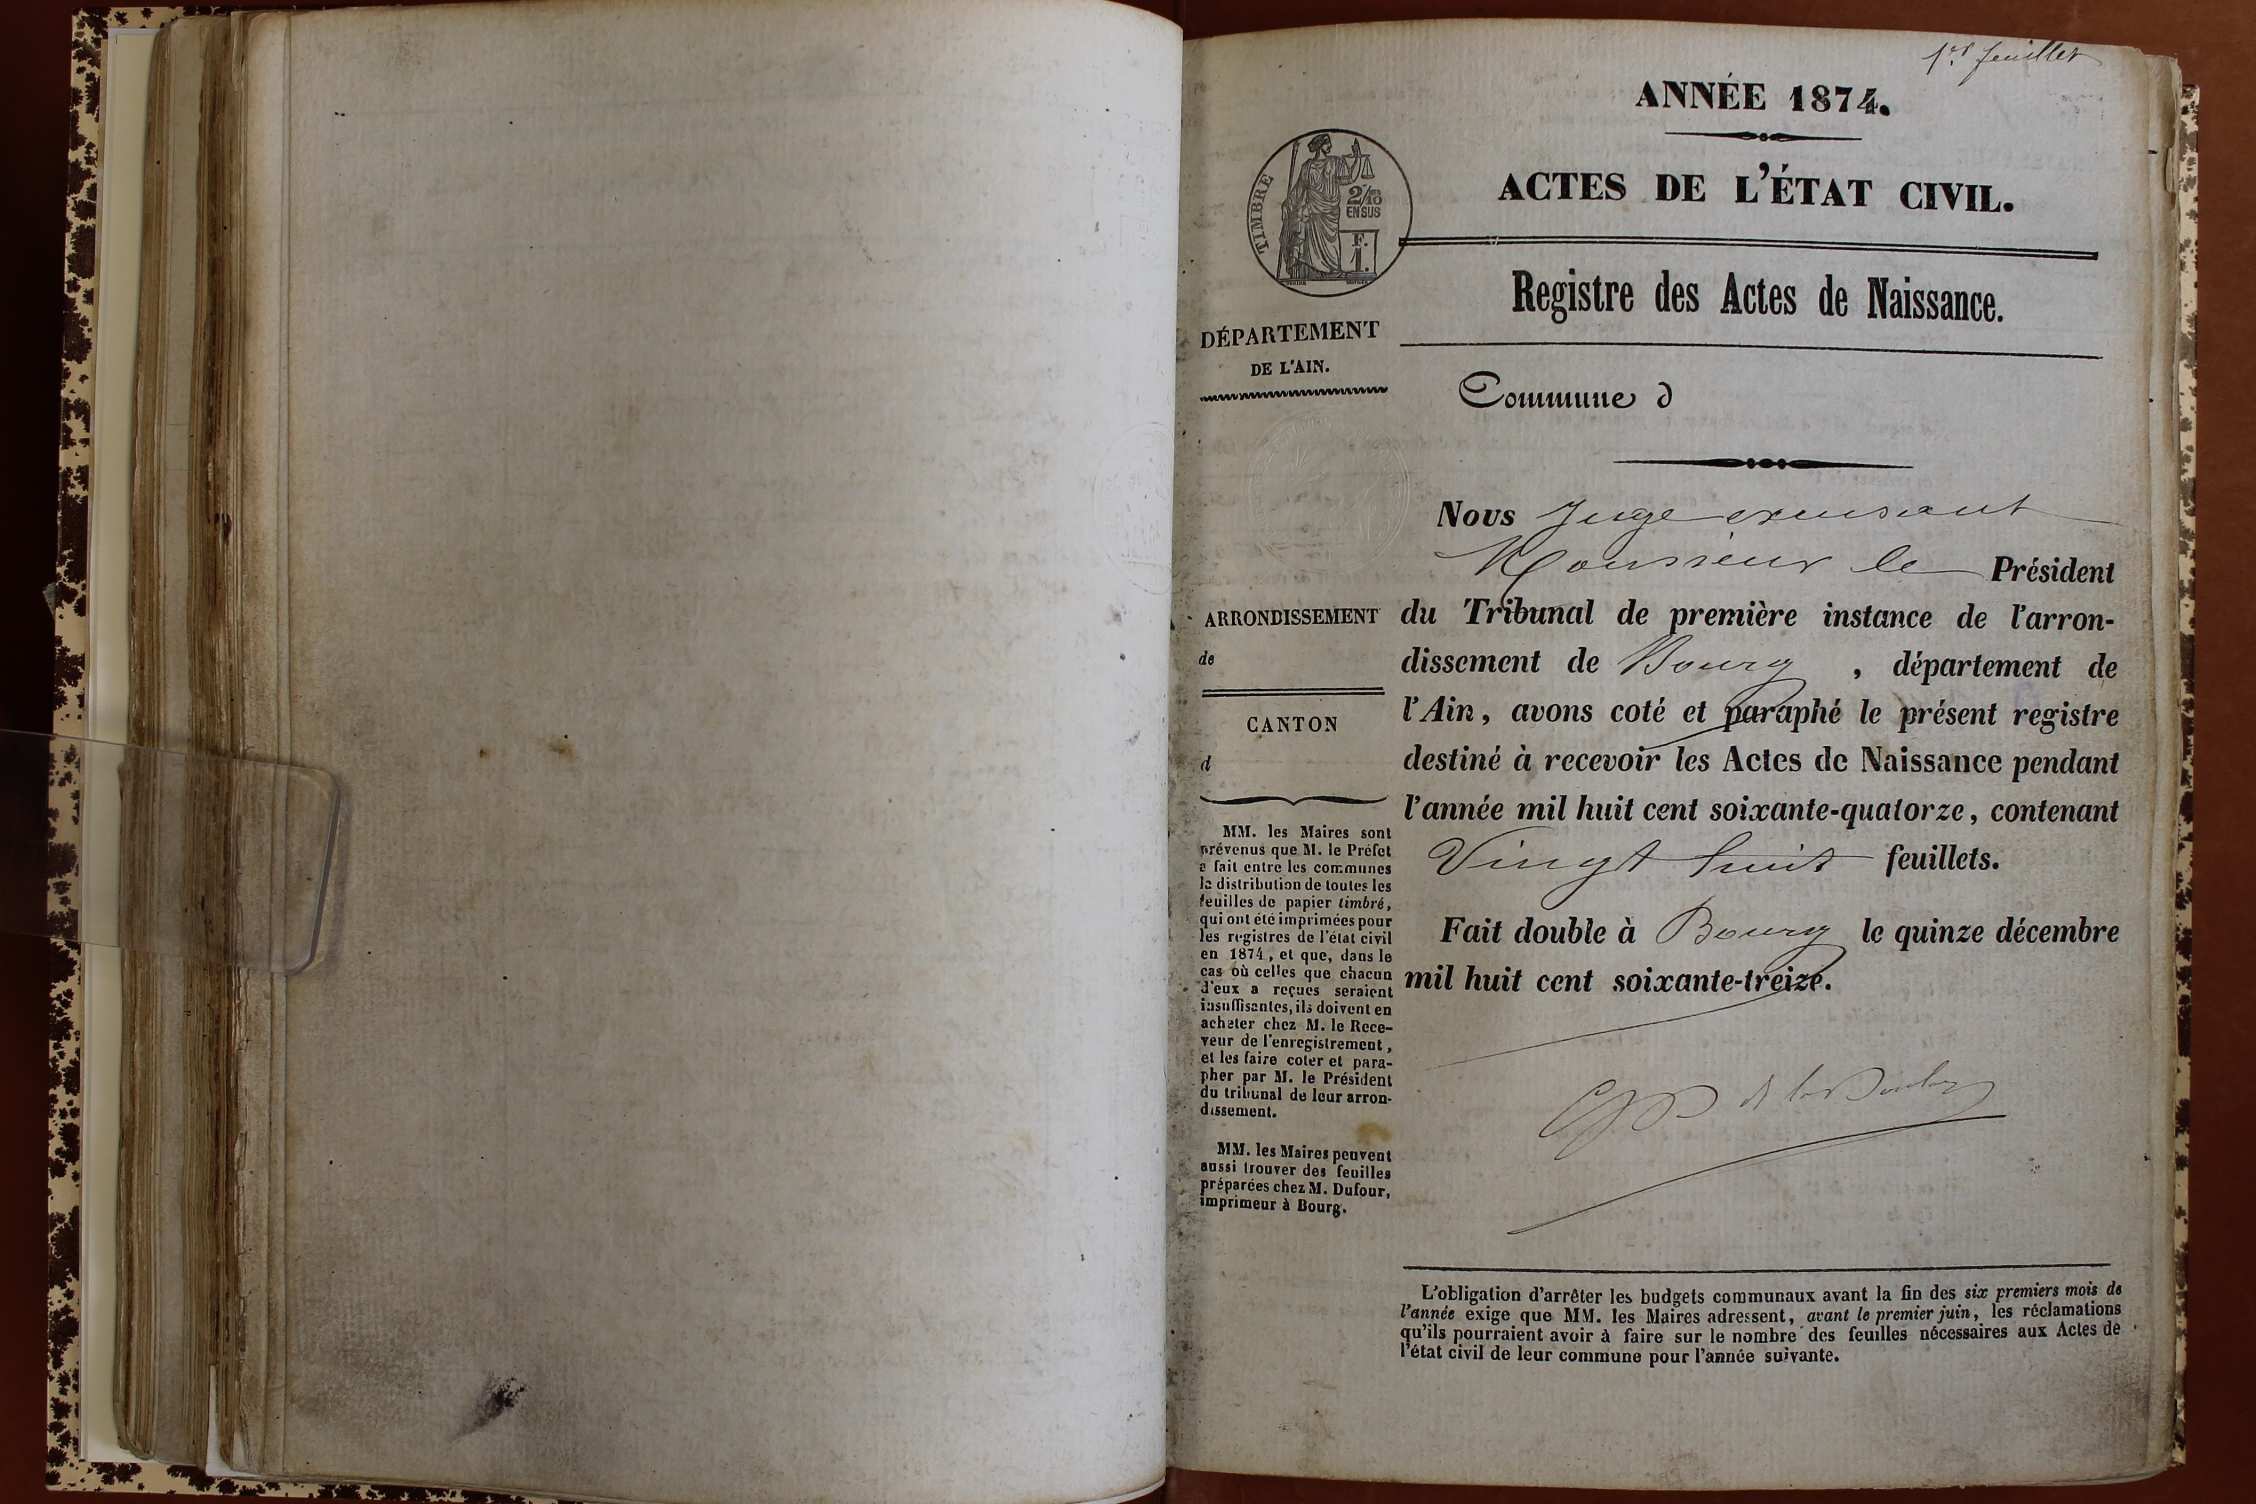 1er feuillet
ANNÉE 1874.
ACTES DE L'ÉTAT CIVIL.
TIMBRE
2/10
EN SUS
F.
1.
Registre des Actes de Naissance.
DÉPARTEMENT
DE L'AIN.
Commune d
Nous Juge excusant
Monsieur le Président
du Tribunal de première instance de l'arron-
dissement de Bourg, département de
l'Ain, avons coté et paraphé le présent registre
destiné à recevoir les Actes de Naissance pendant
l'année mil huit cent soixante-quatorze, contenant
Vingt huit feuillets.
Fait double à Bourg le quinze décembre
mil huit cent soixante-treize.
ARRONDISSEMENT
de
CANTON
d
MM. les Maires sont
prévenus que M. le Préfet
a fait entre les communes
la distribution de toutes les
feuilles de papier timbré,
qui ont été imprimées pour
les registres de l'état civil
en 1874, et que, dans le
cas où celles que chacun
d'eux a reçues seraient
insuffisantes, ils doivent en
acheter chez M. le Rece-
veur de l'enregistrement,
et les faire coter et para-
pher par M. le Président
du tribunal de leur arron-
dissement.
MM. les Maires peuvent
aussi trouver des feuilles
préparées chez M. Dufour,
imprimeur à Bourg.
L'obligation d'arrêter les budgets communaux avant la fin des six premiers mois de
l'année exige que MM. les Maires adressent, avant le premier juin, les réclamations
qu'ils pourraient avoir à faire sur le nombre des feuilles nécessaires aux Actes de
l'état civil de leur commune pour l'année suivante.